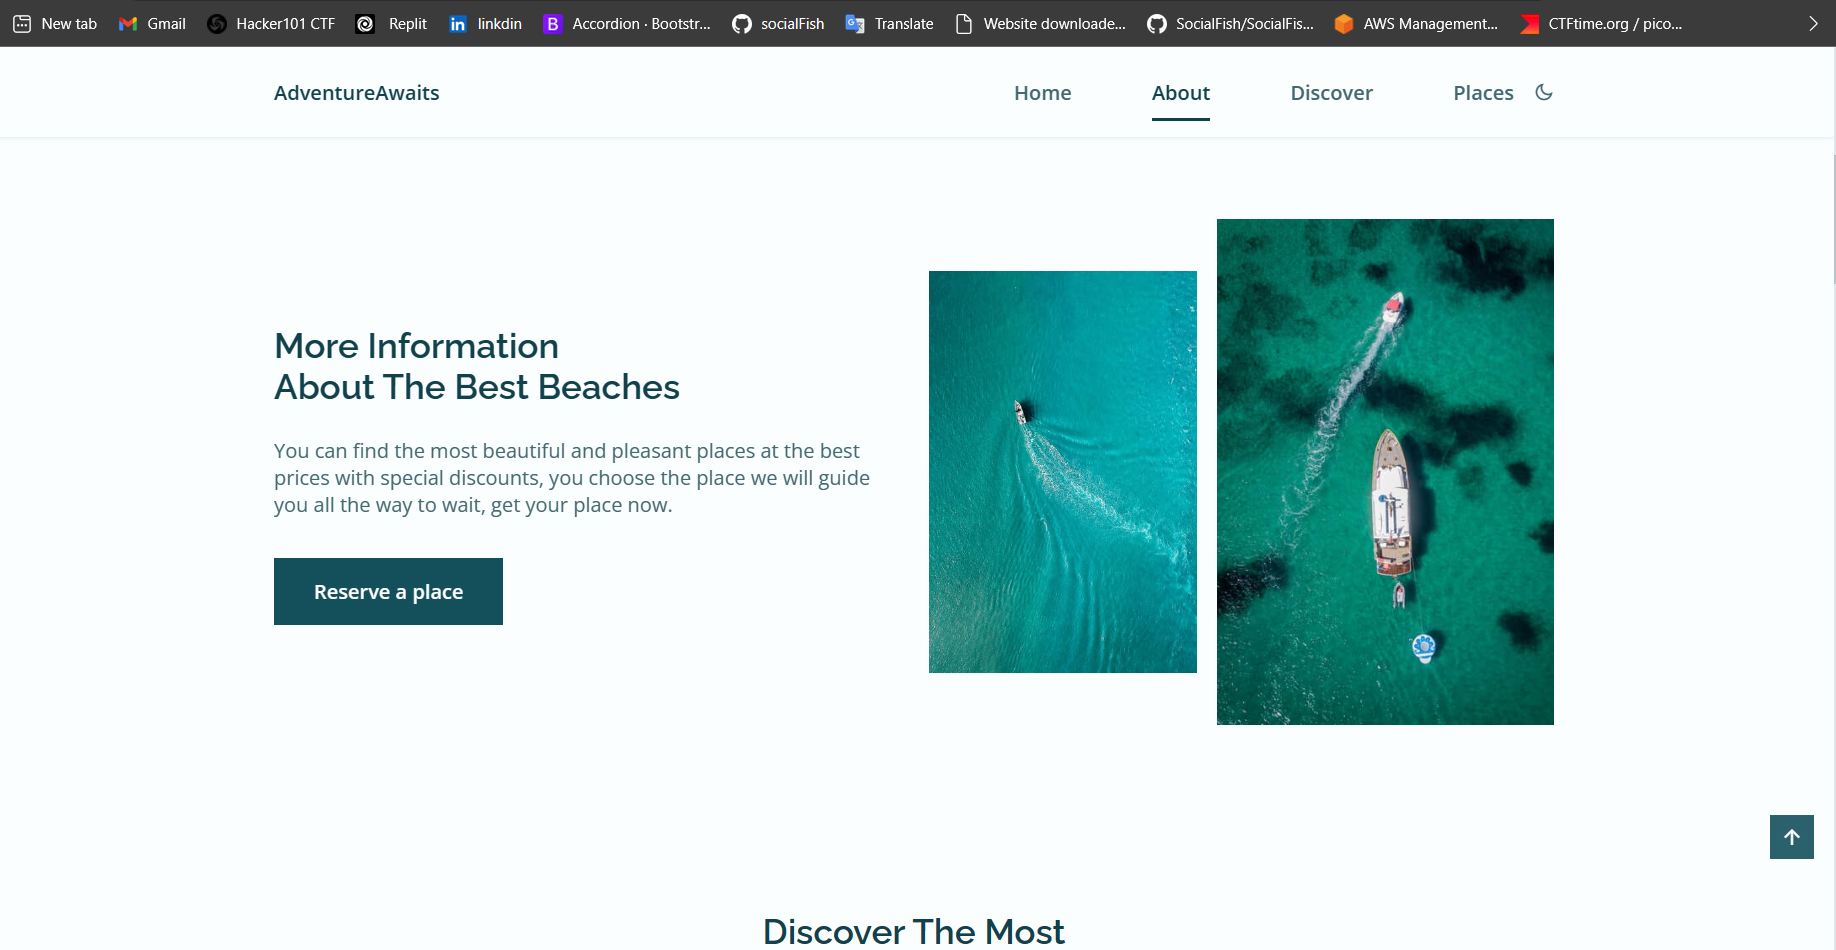 New tab
Gmail
Hacker101 CTF
Replit
linkdin
Accordion · Bootstr...
socialFish
Translate
Website downloade...
SocialFish/SocialFis...
AWS Management...
CTFtime.org / pico...
AdventureAwaits
Home
About
Discover
Places
More Information
About The Best Beaches
You can find the most beautiful and pleasant places at the best
prices with special discounts, you choose the place we will guide
you all the way to wait, get your place now.
Reserve a place
Discover The Most